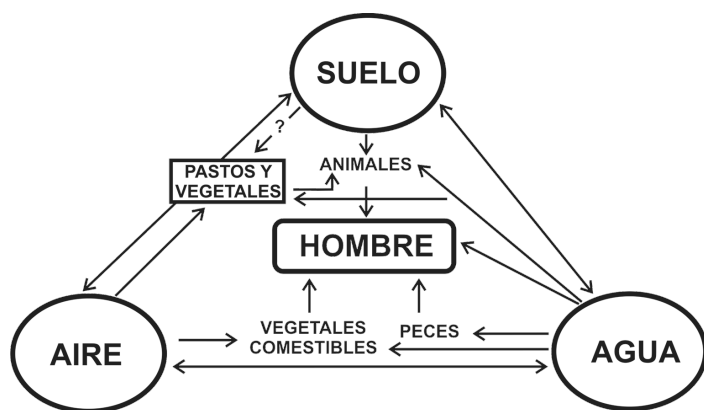 SUELO
?
PASTOS Y
VEGETALES
ANIMALES
HOMBRE
VEGETALES
COMESTIBLES
PECES
AIRE
AGUA